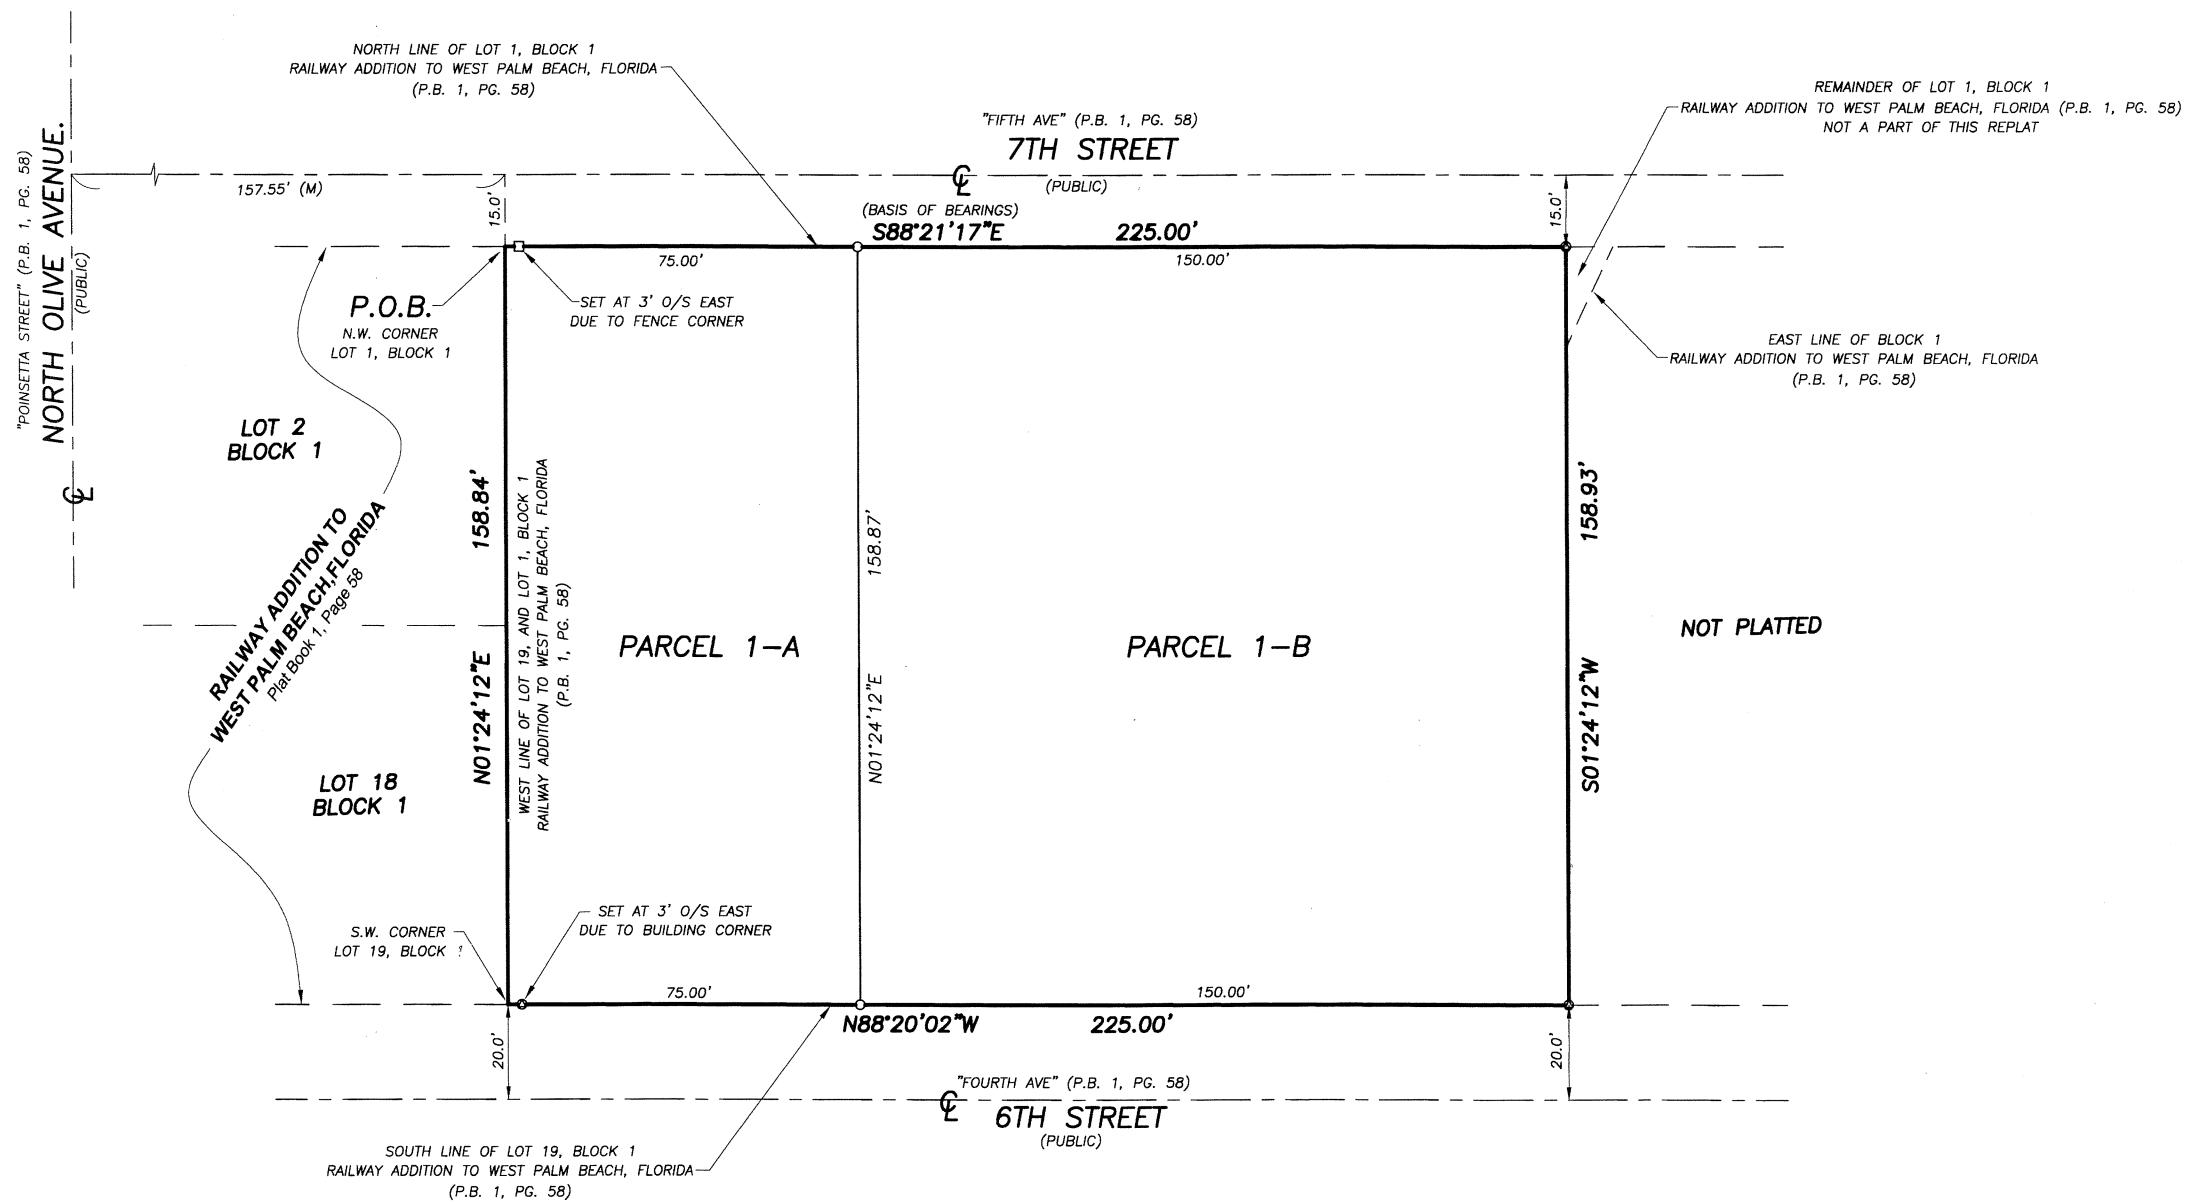 NORTH LINE OF LOT 1, BLOCK 1
RAILWAY ADDITION TO WEST PALM BEACH, FLORIDA
(P.B. 1, PG. 58)
"FIFTH AVE" (P.B. 1, PG. 58)
7TH STREET
℄
(PUBLIC)
REMAINDER OF LOT 1, BLOCK 1
RAILWAY ADDITION TO WEST PALM BEACH, FLORIDA (P.B. 1, PG. 58)
NOT A PART OF THIS REPLAT
"POINSETTA STREET" (P.B. 1, PG. 58)
NORTH OLIVE AVENUE.
(PUBLIC)
℄
157.55' (M)
15.0'
(BASIS OF BEARINGS)
S88°21'17"E 225.00'
15.0'
75.00'
150.00'
P.O.B.
N.W. CORNER
LOT 1, BLOCK 1
SET AT 3' O/S EAST
DUE TO FENCE CORNER
EAST LINE OF BLOCK 1
RAILWAY ADDITION TO WEST PALM BEACH, FLORIDA
(P.B. 1, PG. 58)
LOT 2
BLOCK 1
RAILWAY ADDITION TO
WEST PALM BEACH,FLORIDA
Plat Book 1, Page 58
N01°24'12"E 158.84'
WEST LINE OF LOT 19, AND LOT 1, BLOCK 1
RAILWAY ADDITION TO WEST PALM BEACH, FLORIDA
(P.B. 1, PG. 58)
PARCEL 1-A
N01°24'12"E 158.87'
PARCEL 1-B
S01°24'12"W 158.93'
NOT PLATTED
LOT 18
BLOCK 1
SET AT 3' O/S EAST
DUE TO BUILDING CORNER
S.W. CORNER
LOT 19, BLOCK
75.00'
150.00'
N88°20'02"W 225.00'
20.0'
20.0'
"FOURTH AVE" (P.B. 1, PG. 58)
℄
6TH STREET
(PUBLIC)
SOUTH LINE OF LOT 19, BLOCK 1
RAILWAY ADDITION TO WEST PALM BEACH, FLORIDA
(P.B. 1, PG. 58)